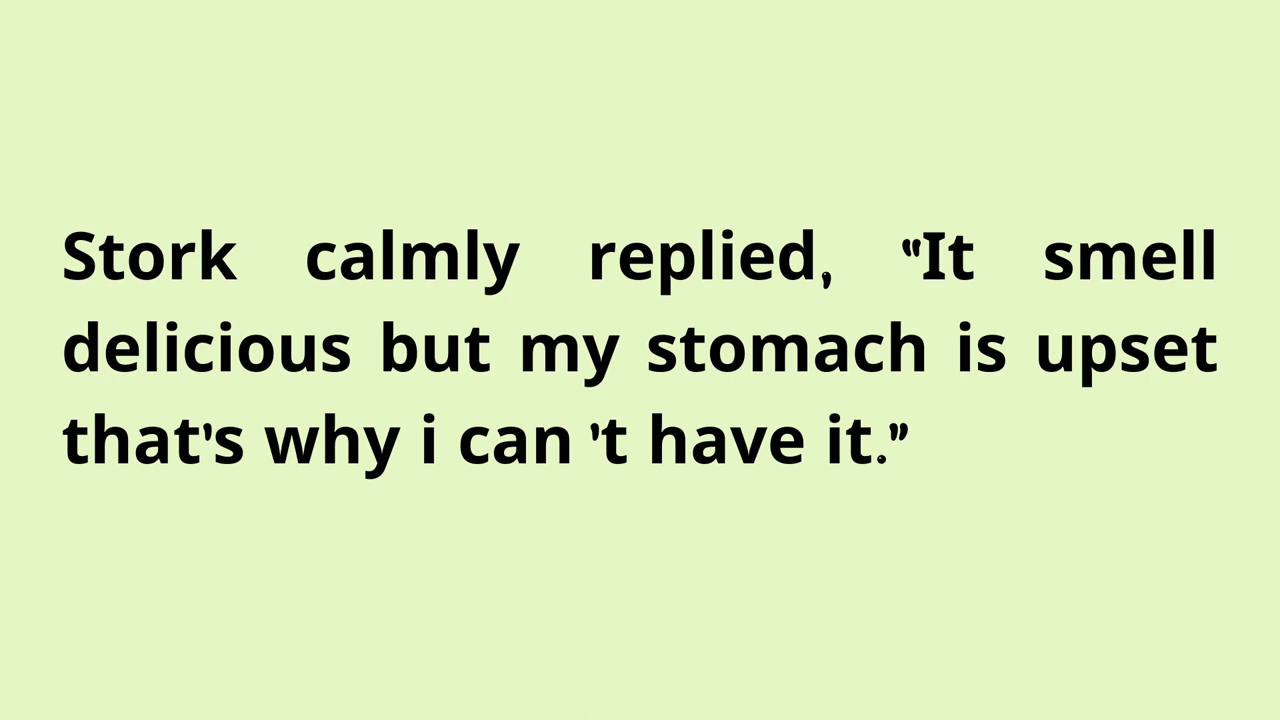 Stork calmly replied, “It smell
delicious but my stomach is upset
that's why i can 't have it.”